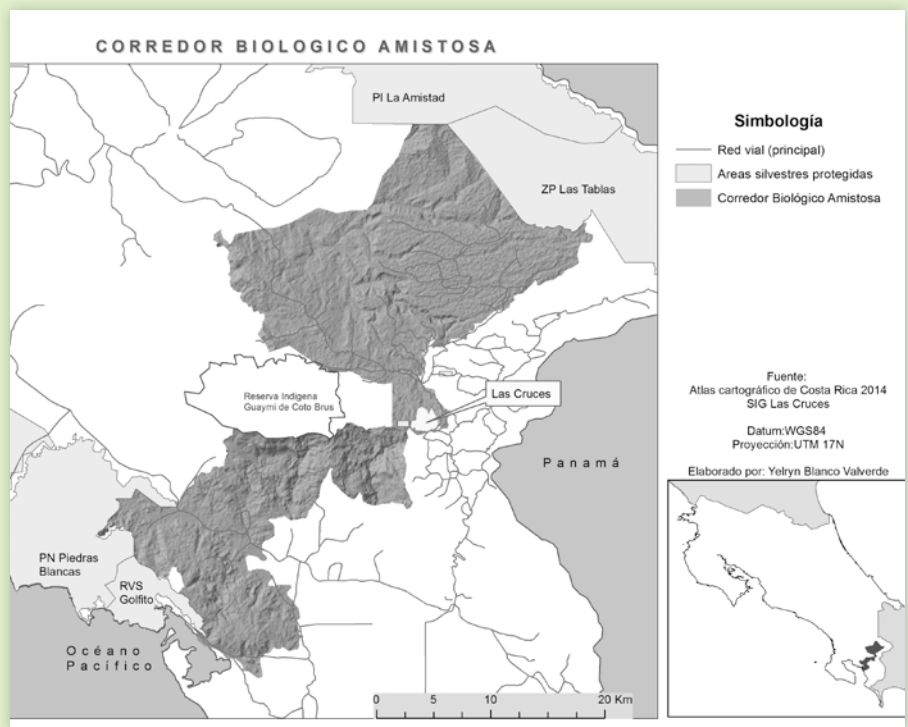 CORREDOR BIOLOGICO AMISTOSA
PI La Amistad
ZP Las Tablas
Reserva Indigena
Guaymi de Coto Brus
Las Cruces
Panamá
PN Piedras
Blancas
RVS
Golfito
Océano
Pacífico
0 5 10 20 Km
Simbología
Red vial (principal)
Areas silvestres protegidas
Corredor Biológico Amistosa
Fuente:
Atlas cartográfico de Costa Rica 2014
SIG Las Cruces
Datum:WGS84
Proyección:UTM 17N
Elaborado por: Yelryn Blanco Valverde